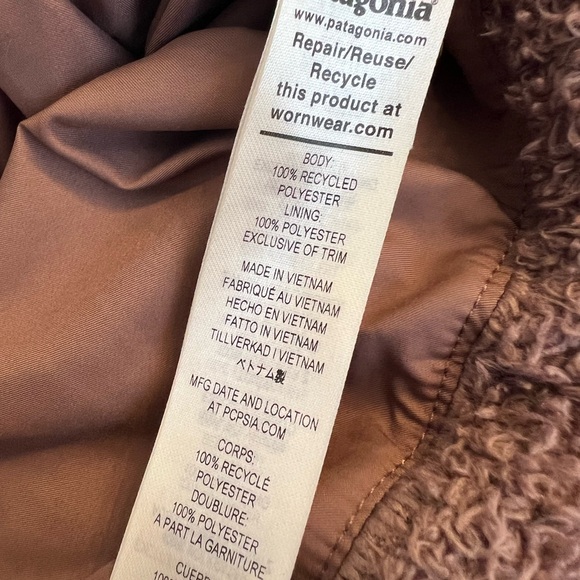 patagonia®
www.patagonia.com
Repair/Reuse/
Recycle
this product at
wornwear.com
BODY:
100% RECYCLED
POLYESTER
LINING:
100% POLYESTER
EXCLUSIVE OF TRIM
MADE IN VIETNAM
FABRIQUÉ AU VIETNAM
HECHO EN VIETNAM
FATTO IN VIETNAM
TILLVERKAD I VIETNAM
ベトナム製
MFG DATE AND LOCATION
AT PCPSIA.COM
CORPS:
100% RECYCLÉ
POLYESTER
DOUBLURE:
100% POLYESTER
A PART LA GARNITURE